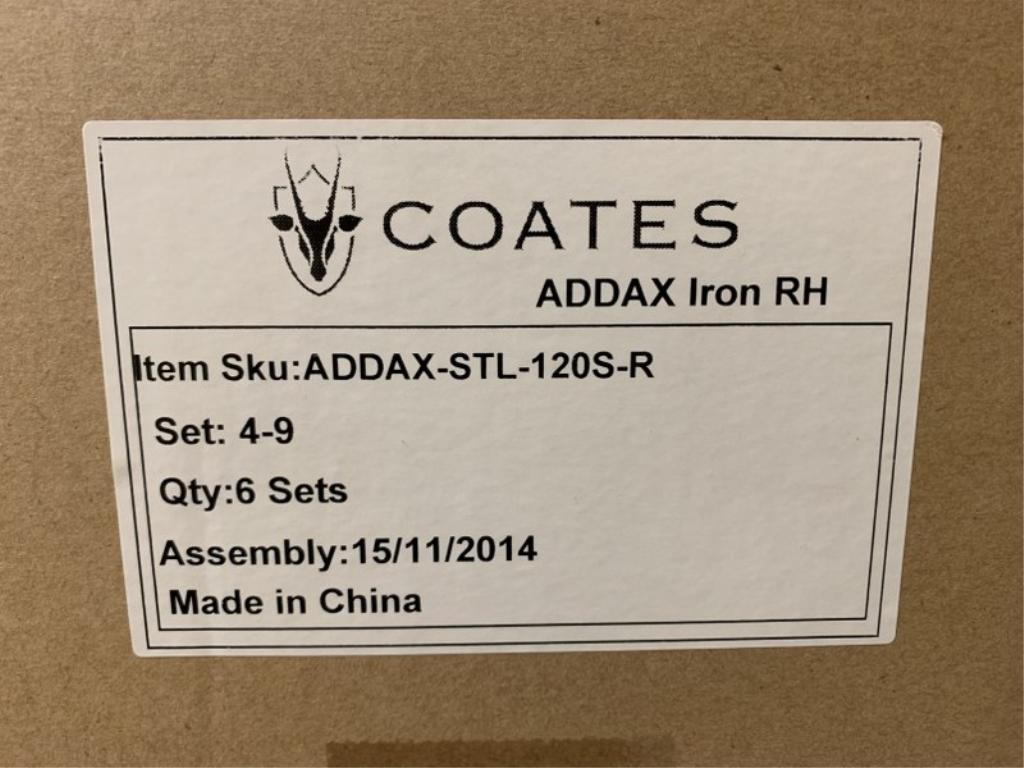 COATES
ADDAX Iron RH
Item Sku:ADDAX-STL-120S-R
Set: 4-9
Qty:6 Sets
Assembly:15/11/2014
Made in China